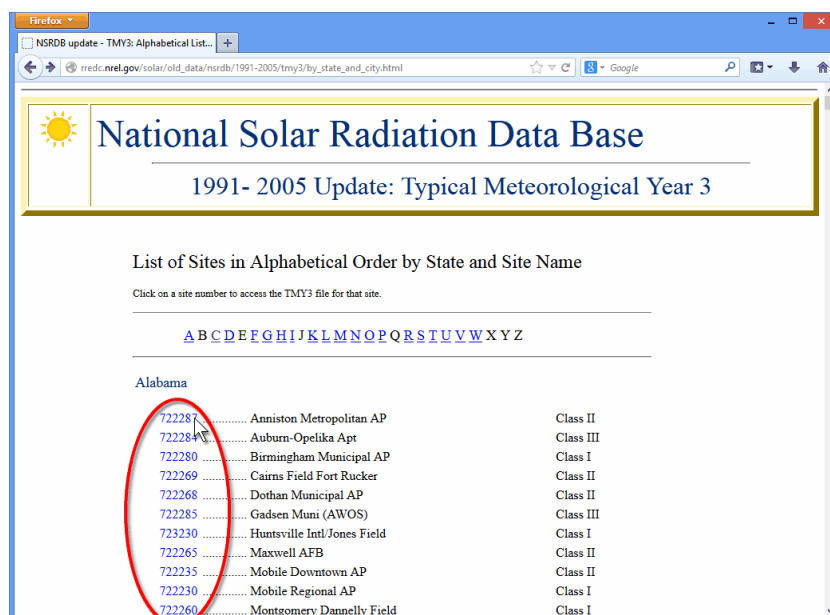 Firefox
NSRDB update - TMY3: Alphabetical List... +
rredc.nrel.gov/solar/old_data/nsrdb/1991-2005/tmy3/by_state_and_city.html Google
National Solar Radiation Data Base
1991- 2005 Update: Typical Meteorological Year 3
List of Sites in Alphabetical Order by State and Site Name
Click on a site number to access the TMY3 file for that site.
A B C D E F G H I J K L M N O P Q R S T U V W X Y Z
Alabama
722287 .............. Anniston Metropolitan AP Class II
722284 .............. Auburn-Opelika Apt Class III
722280 .............. Birmingham Municipal AP Class I
722269 .............. Cairns Field Fort Rucker Class II
722268 .............. Dothan Municipal AP Class II
722285 .............. Gadsen Muni (AWOS) Class III
723230 .............. Huntsville Intl/Jones Field Class I
722265 .............. Maxwell AFB Class II
722235 .............. Mobile Downtown AP Class II
722230 .............. Mobile Regional AP Class I
722260 .............. Montgomery Dannelly Field Class I